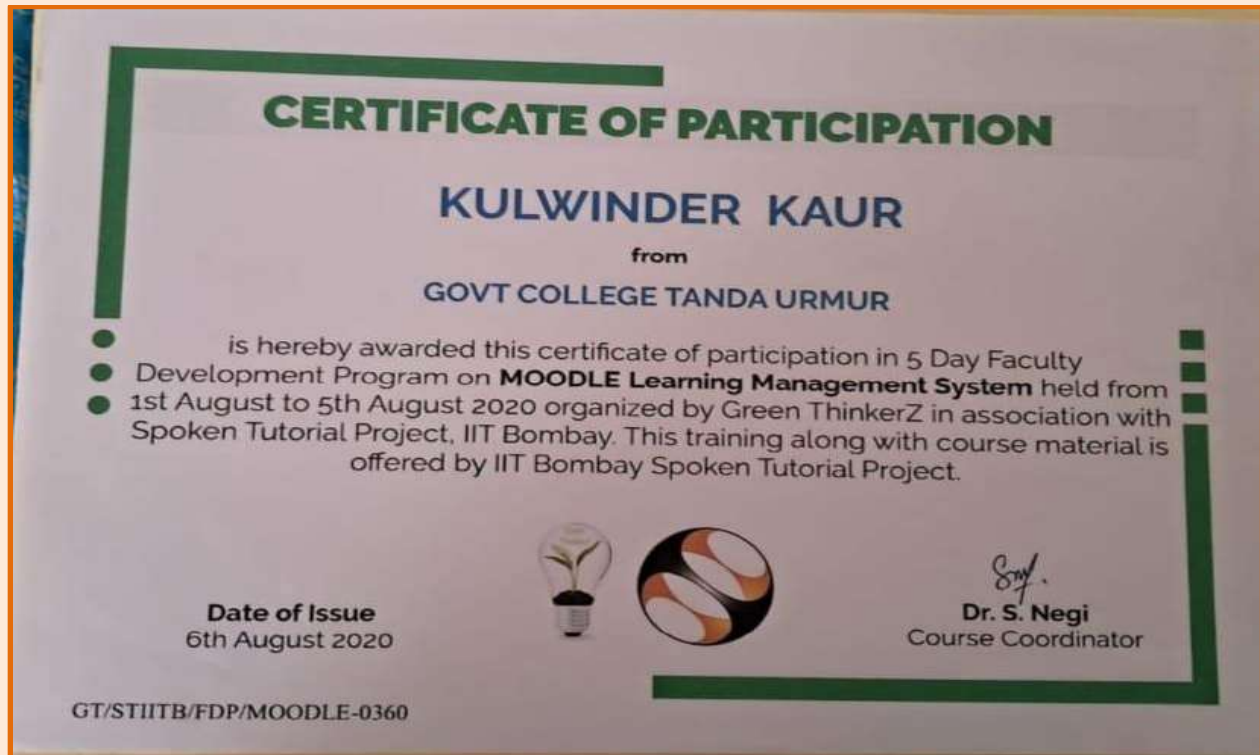 CERTIFICATE OF PARTICIPATION
KULWINDER KAUR
from
GOVT COLLEGE TANDA URMUR
is hereby awarded this certificate of participation in 5 Day Faculty
Development Program on MOODLE Learning Management System held from
1st August to 5th August 2020 organized by Green ThinkerZ in association with
Spoken Tutorial Project, IIT Bombay. This training along with course material is
offered by IIT Bombay Spoken Tutorial Project.
Date of Issue
6th August 2020
Dr. S. Negi
Course Coordinator
GT/STIITB/FDP/MOODLE-0360